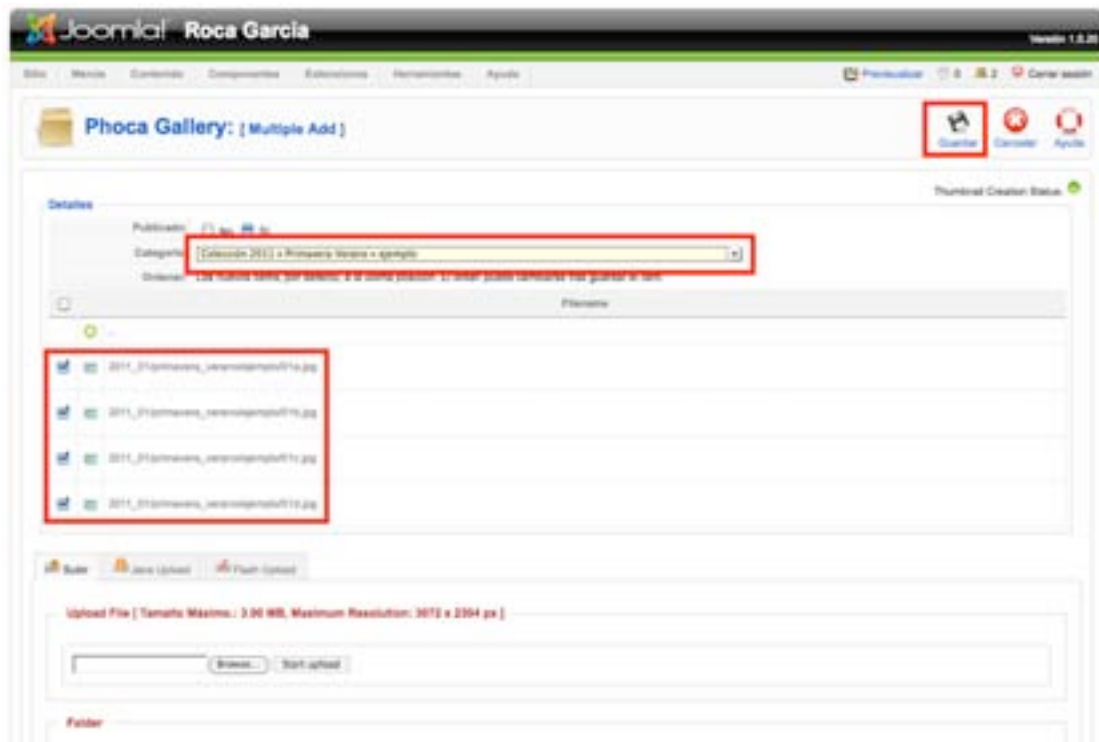 Joomla! Roca Garcia
Versión 1.5.20
Sitio Menús Contenido Componentes Extensiones Herramientas Ayuda Previsualizar 0 2 Cerrar sesión
Phoca Gallery: [ Multiple Add ]
Guardar Cancelar Ayuda
Thumbnail Creation Status:
Detalles
Publicado: No Sí
Categoría: Colección 2011 » Primavera Verano » ejemplo
Ordenar:
Filename
..
Subir Java Upload Flash Upload
Upload File [ Tamaño Máximo.: 3.00 MB, Maximum Resolution: 3072 x 2304 px ]
Browse... Start upload
Folder